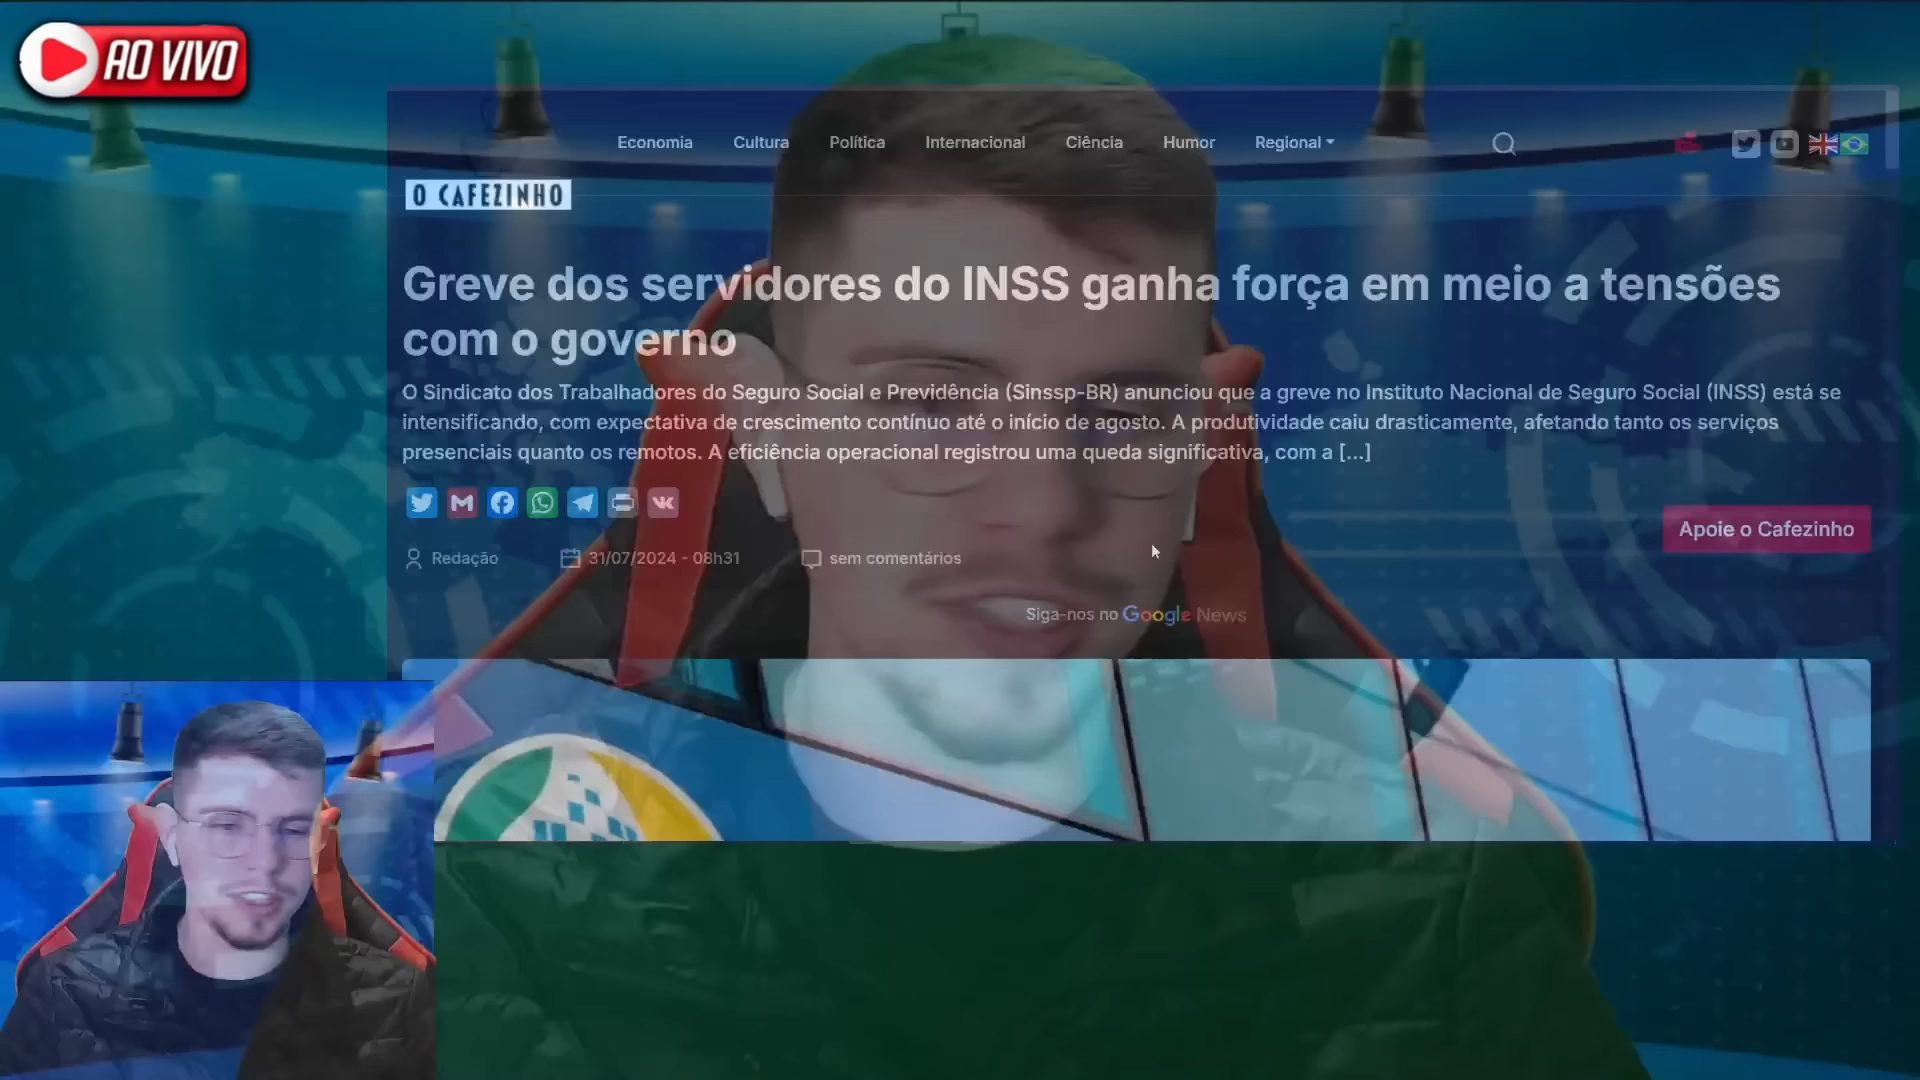 AO VIVO
Economia Cultura Política Internacional Ciência Humor Regional
O CAFEZINHO
Greve dos servidores do INSS ganha força em meio a tensões
com o governo
O Sindicato dos Trabalhadores do Seguro Social e Previdência (Sinssp-BR) anunciou que a greve no Instituto Nacional de Seguro Social (INSS) está se
intensificando, com expectativa de crescimento contínuo até o início de agosto. A produtividade caiu drasticamente, afetando tanto os serviços
presenciais quanto os remotos. A eficiência operacional registrou uma queda significativa, com a [...]
Apoie o Cafezinho
Redação 31/07/2024 - 08h31 sem comentários
Siga-nos no Google News